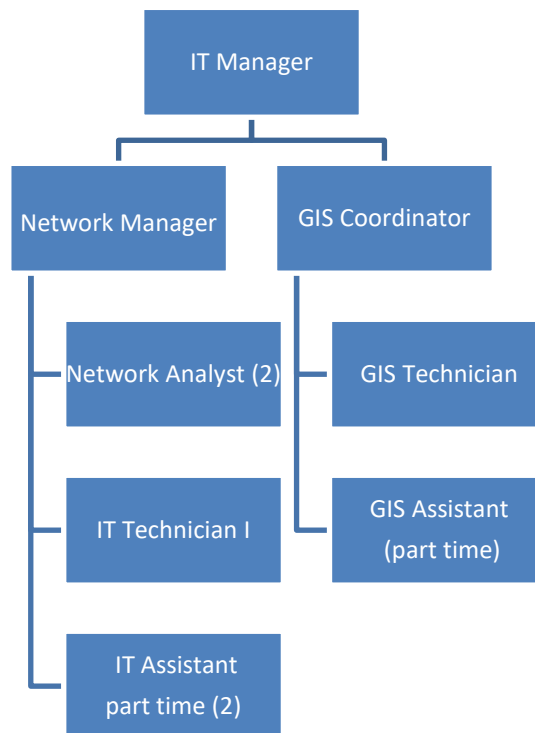 IT Manager
Network Manager
GIS Coordinator
Network Analyst (2)
GIS Technician
IT Technician I
GIS Assistant
(part time)
IT Assistant
part time (2)